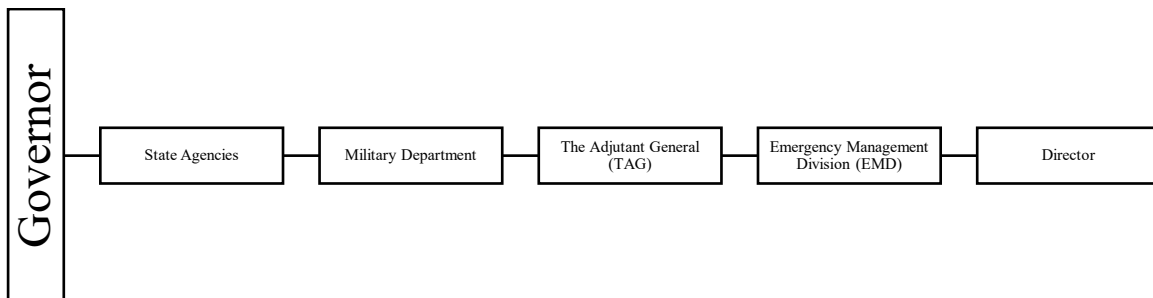 Governor
State Agencies
Military Department
The Adjutant General
(TAG)
Emergency Management
Division (EMD)
Director